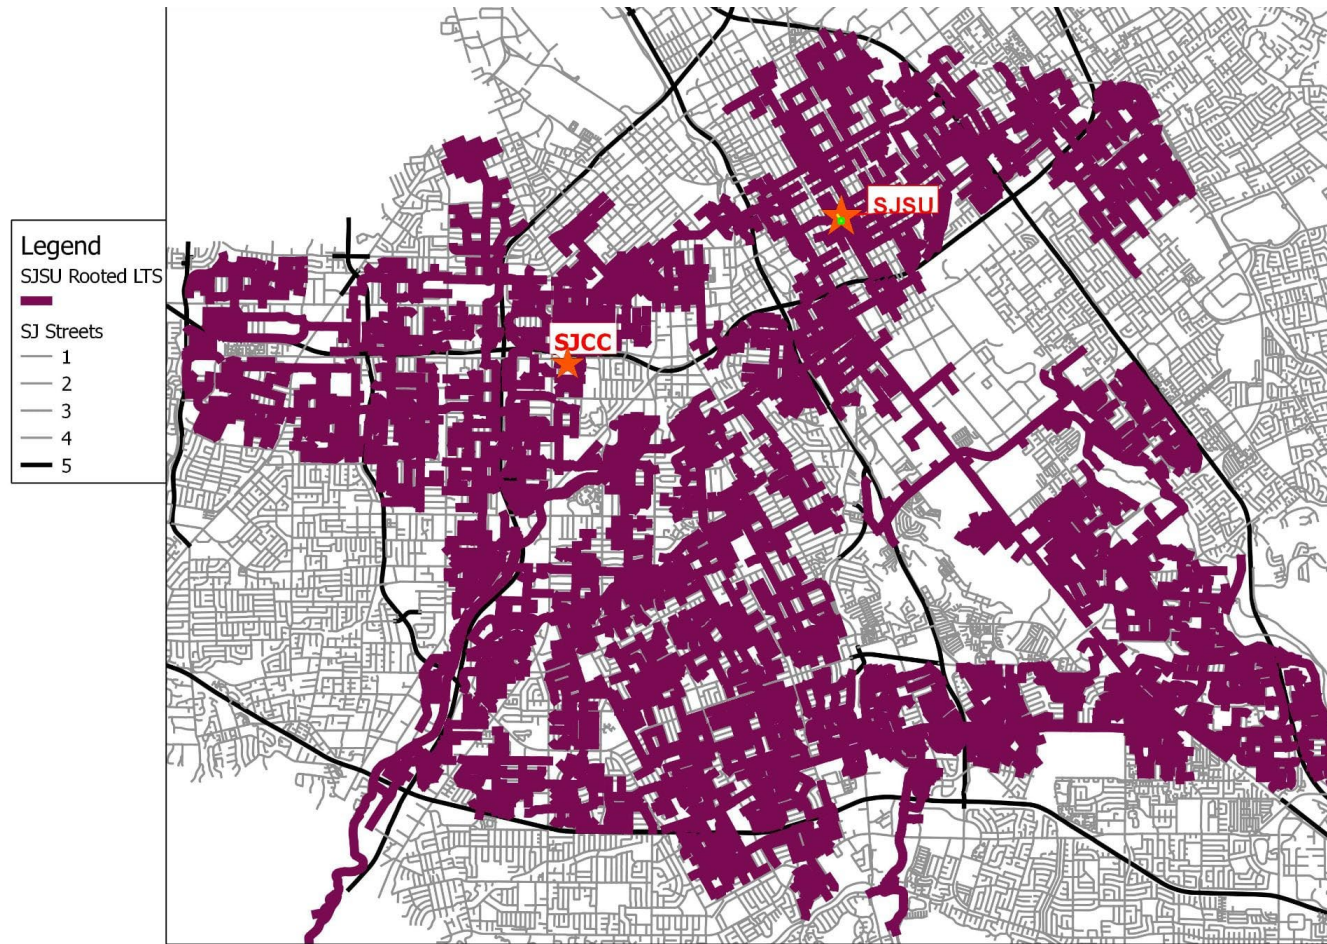 Legend
SJSU Rooted LTS
SJ Streets
1
2
3
4
5
SJSU
SJCC